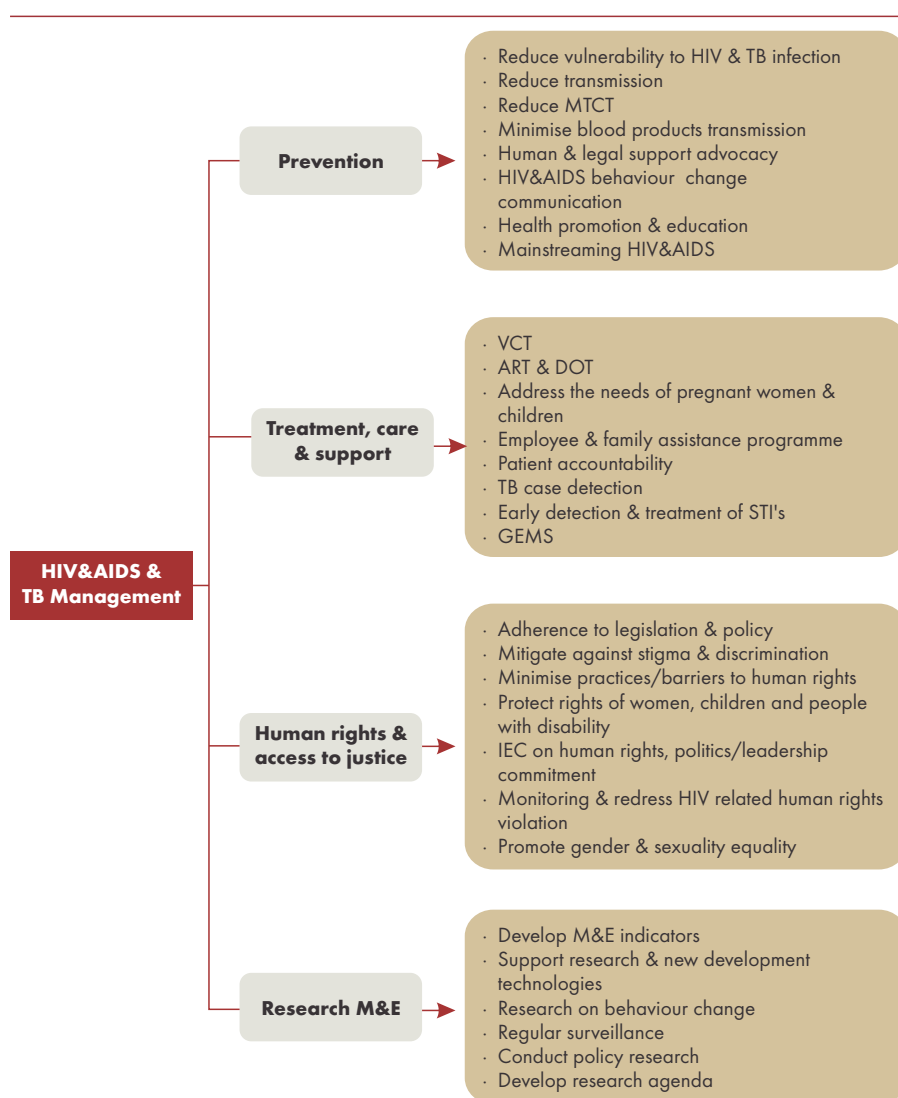 Prevention
· Reduce vulnerability to HIV & TB infection
· Reduce transmission
· Reduce MTCT
· Minimise blood products transmission
· Human & legal support advocacy
· HIV&AIDS behaviour change
communication
· Health promotion & education
· Mainstreaming HIV&AIDS
Treatment, care
& support
· VCT
· ART & DOT
· Address the needs of pregnant women &
children
· Employee & family assistance programme
· Patient accountability
· TB case detection
· Early detection & treatment of STI's
· GEMS
HIV&AIDS &
TB Management
Human rights &
access to justice
· Adherence to legislation & policy
· Mitigate against stigma & discrimination
· Minimise practices/barriers to human rights
· Protect rights of women, children and people
with disability
· IEC on human rights, politics/leadership
commitment
· Monitoring & redress HIV related human rights
violation
· Promote gender & sexuality equality
Research M&E
· Develop M&E indicators
· Support research & new development
technologies
· Research on behaviour change
· Regular surveillance
· Conduct policy research
· Develop research agenda